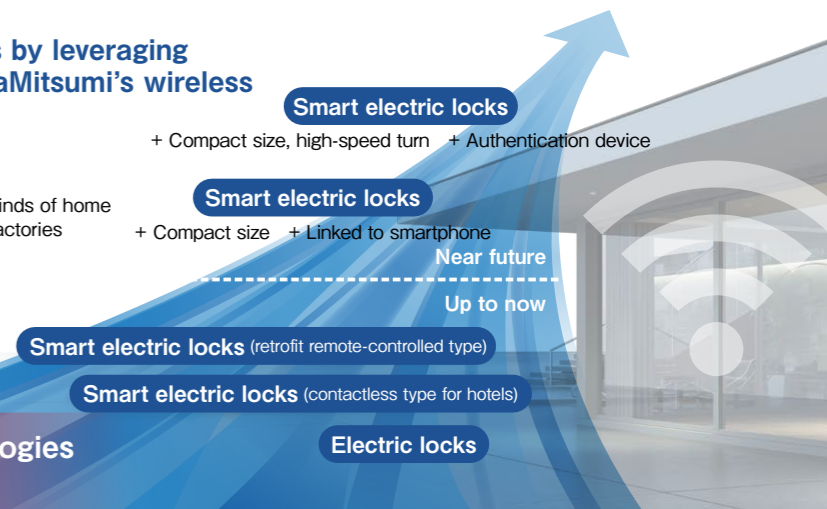 s by leveraging
aMitsumi's wireless
Smart electric locks
+ Compact size, high-speed turn + Authentication device
Smart electric locks
inds of home
actories
+ Compact size + Linked to smartphone
Near future
Up to now
Smart electric locks (retrofit remote-controlled type)
Smart electric locks (contactless type for hotels)
ogies
Electric locks